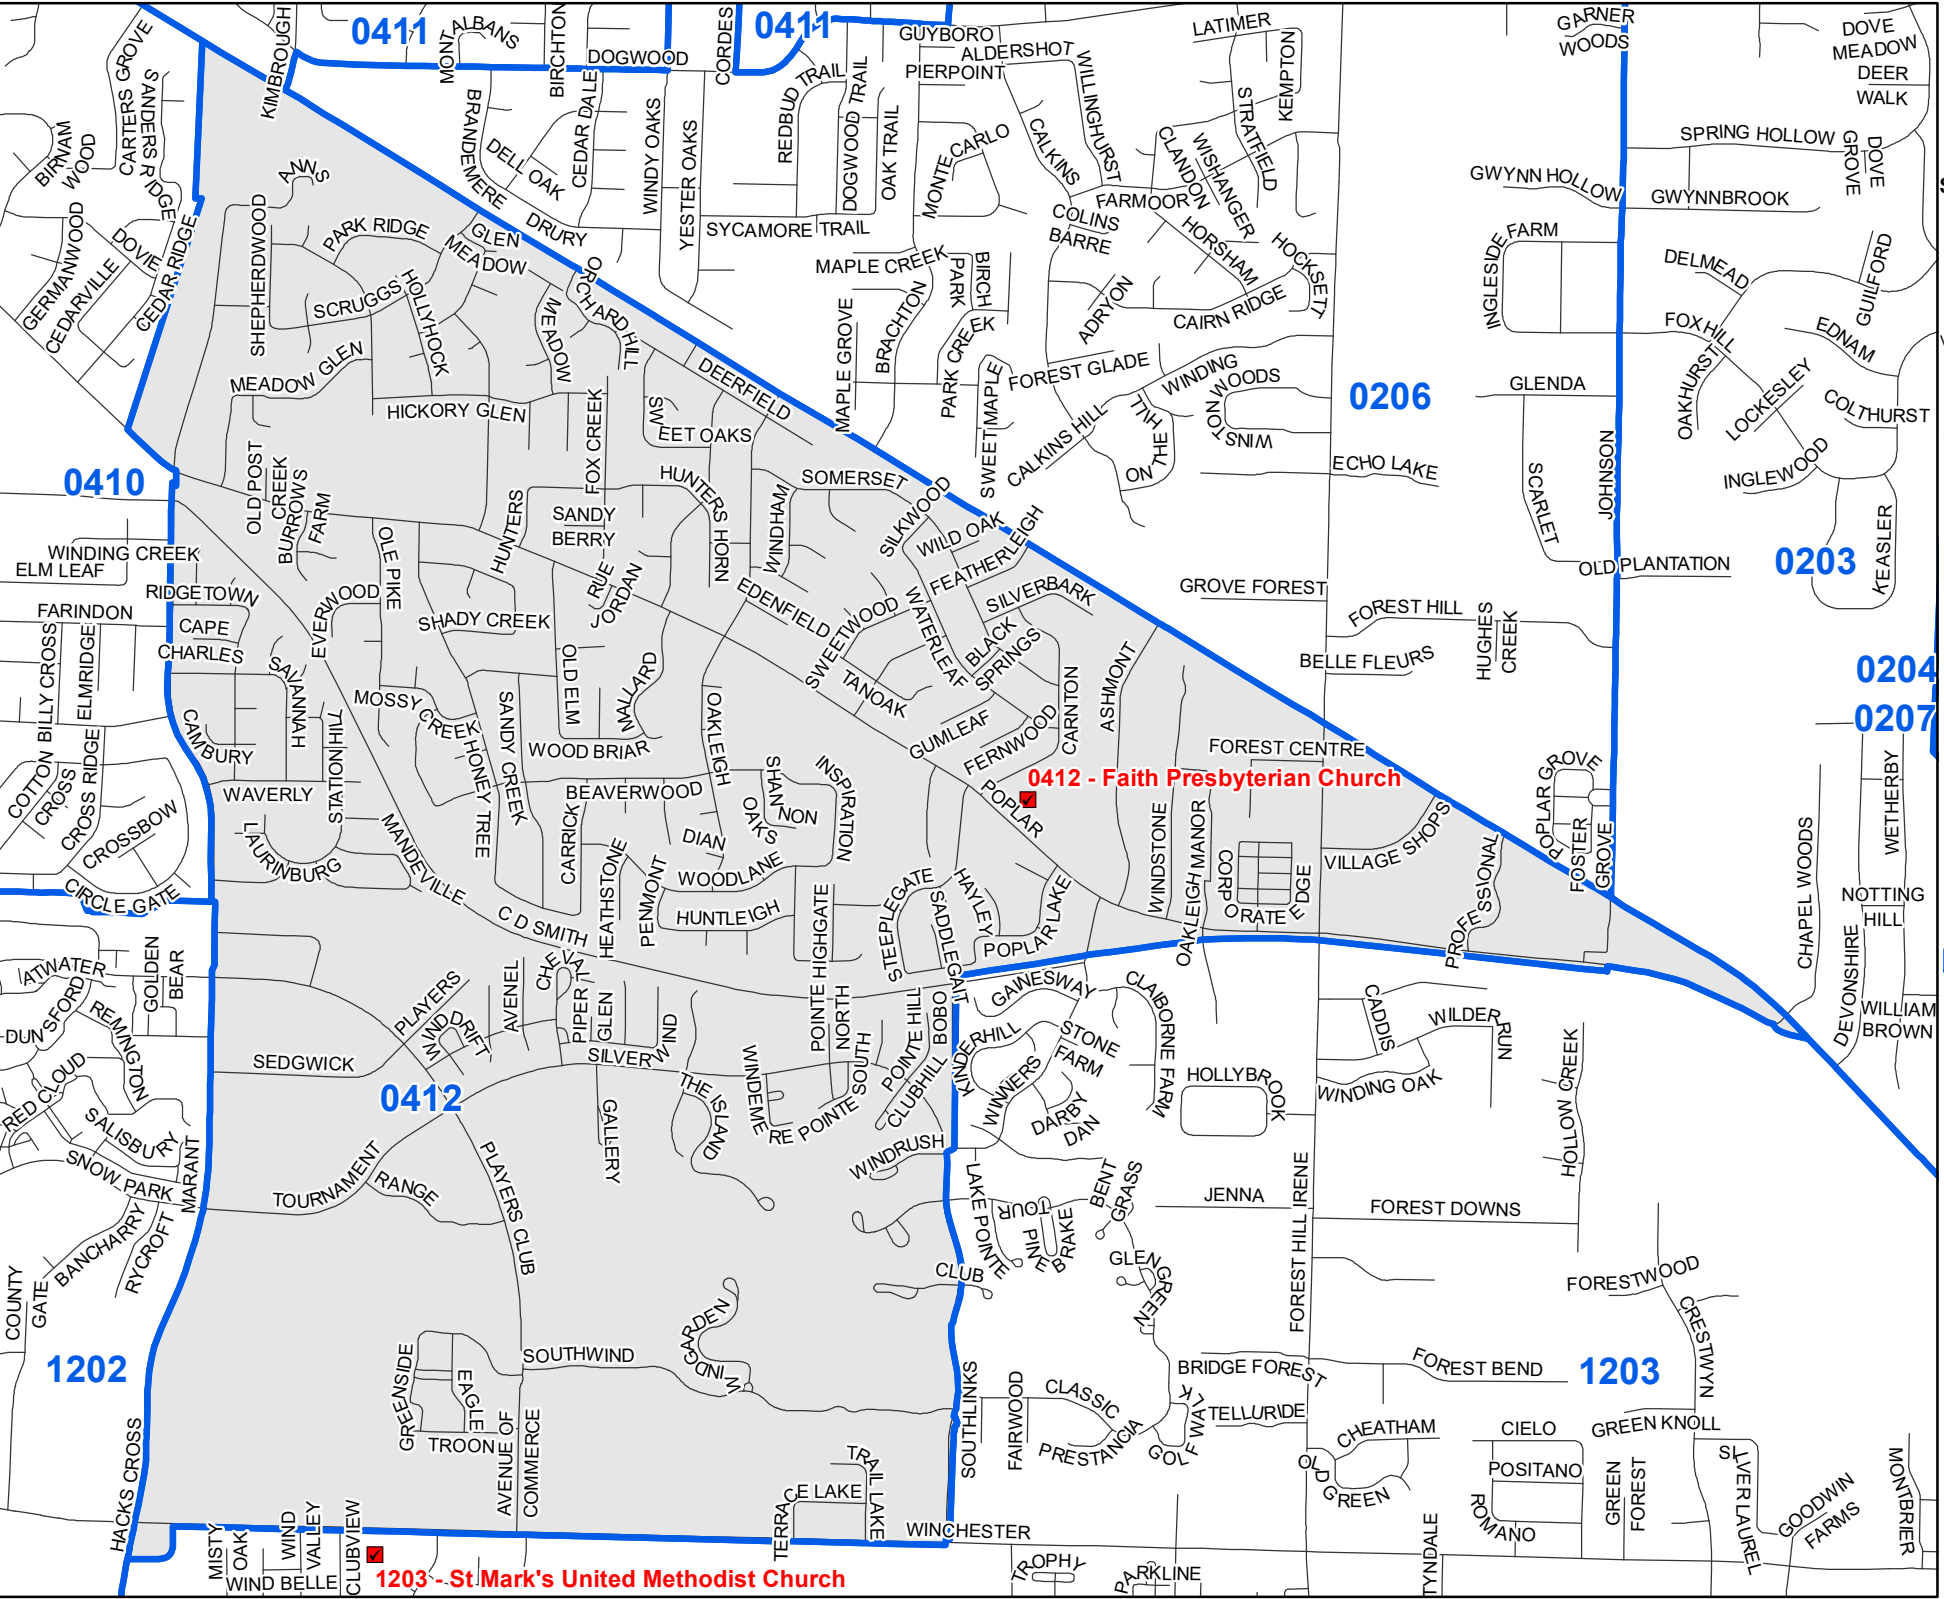 0411
0411
KIMBROUGH
MONT
ALBANS
BIRCHTON
DOGWOOD
CORDES
GUYBORO
ALDERSHOT
PIERPOINT
LATIMER
KEMPTON
GARNER
WOODS
DOVE
MEADOW
DEER
WALK
CARTERS GROVE
SANDERS RIDGE
BIRNAM
WOOD
BRANDEMERE
DELL OAK
CEDAR DALE
WINDY OAKS
YESTER OAKS
REDBUD TRAIL
DOGWOOD TRAIL
OAK TRAIL
MONTE CARLO
CALKINS
WILLINGHURST
CLANDON
WISHANGER
STRATFIELD
SPRING HOLLOW
DOVE
GROVE
GWYNN HOLLOW
GWYNNBROOK
ANNS
SHEPHERDWOOD
PARK RIDGE
GLEN
MEADOW
DRURY
SYCAMORE TRAIL
FARMOOR
COLINS
BARRE
HORSHAM
HOCKSETT
FARM
INGLESIDE
DELMEAD
GUILFORD
GERMANWOOD
DOVIE
CEDARVILLE
CEDAR RIDGE
SCRUGGS
HOLLYHOCK
ORCHARD HILL
MEADOW
MAPLE CREEK
PARK
BIRCH
BRACHTON
MAPLE GROVE
PARK CREEK
ADRYON
CAIRN RIDGE
FOX HILL
EDNAM
MEADOW GLEN
HICKORY GLEN
DEERFIELD
FOREST GLADE
WINDING
WINSTON WOODS
SWEET MAPLE
CALKINS HILL
ON THE HILL
0206
GLENDA
OAKHURST
LOCKESLEY
COLTHURST
INGLEWOOD
0410
OLD POST
CREEK
BURROWS
FARM
FOX CREEK
SWEET OAKS
HUNTERS HORN
HUNTERS
SANDY
BERRY
WINDHAM
SOMERSET
SILKWOOD
WILD OAK
FEATHERLEIGH
ECHO LAKE
SCARLET
JOHNSON
OLD PLANTATION
0203
KEASLER
WINDING CREEK
ELM LEAF
RIDGETOWN
FARINDON
CAPE
CHARLES
EVERWOOD
OLE PIKE
SHADY CREEK
RUE
JORDAN
EDENFIELD
SWEETWOOD
WATERLEAF
SILVERBARK
BLACK
SPRINGS
GROVE FOREST
FOREST HILL
HUGHES
CREEK
BELLE FLEURS
0204
0207
BILLY CROSS
ELMRIDGE
SAVANNAH
MOSSY CREEK
OLD ELM
MALLARD
TANOAK
ASHMONT
CARNTON
GUMLEAF
FERNWOOD
CAMBURY
STATION HILL
HONEY TREE
SANDY CREEK
WOOD BRIAR
OAKLEIGH
FOREST CENTRE
0412 - Faith Presbyterian Church
POPLAR
COTTON
CROSS
CROSS RIDGE
CROSSBOW
CIRCLE GATE
WAVERLY
LAURINBURG
MANDEVILLE
BEAVERWOOD
SHANNON
OAKS
INSPIRATION
DIAN
WOODLANE
CARRICK
HEATHSTONE
PENMONT
HUNTLEIGH
C D SMITH
POINTE HIGHGATE
STEEPLEGATE
SADDLEGAIT
HAYLEY
POPLAR LAKE
WINDSTONE
OAKLEIGH MANOR
CORPORATE EDGE
VILLAGE SHOPS
PROFESSIONAL
POPLAR GROVE
FOSTER
GROVE
WETHERBY
CHAPEL WOODS
NOTTING
HILL
DEVONSHIRE
WILLIAM
BROWN
ATWATER
DUNSFORD
GOLDEN
BEAR
REMINGTON
RED CLOUD
SALISBURY
SNOW PARK
MARANT
BANCHARRY
RYCROFT
COUNTY
GATE
SEDGWICK
0412
PLAYERS
WINDDRIFT
AVENEL
CHEVAL
PIPER
GLEN
SILVERWIND
GALLERY
THE ISLAND
WINDEMERE
POINTE SOUTH
NORTH
POINTE HILL
BOBO
CLUBHILL
WINDRUSH
KINDERHILL
GAINESWAY
STONE
FARM
WINNERS
DARBY
DAN
CLAIBORNE FARM
HOLLYBROOK
CADDIS
WILDER RUN
WINDING OAK
HOLLOW CREEK
TOURNAMENT
RANGE
PLAYERS CLUB
LAKE POINTE
TOUR
PINE BRAKE
BENT
GRASS
JENNA
FOREST HILL IRENE
FOREST DOWNS
GLEN GREEN
CLUB
FORESTWOOD
CRESTWYN
1202
HACKS CROSS
GREENSIDE
EAGLE
TROON
SOUTHWIND
WINDGARDEN
AVENUE OF
COMMERCE
SOUTHLINKS
FAIRWOOD
CLASSIC
PRESTANCIA
GOLF WALK
BRIDGE FOREST
FOREST BEND
1203
TELLURIDE
CHEATHAM
OLD GREEN
CIELO
POSITANO
ROMANO
GREEN KNOLL
GREEN
FOREST
SILVER LAUREL
GOODWIN
FARMS
MONTBRIER
TYNDALE
TRAIL LAKE
TERRACE LAKE
WINCHESTER
TROPHY
PARKLINE
MISTY
OAK
WIND
VALLEY
CLUBVIEW
WIND BELLE
1203 - St Mark's United Methodist Church